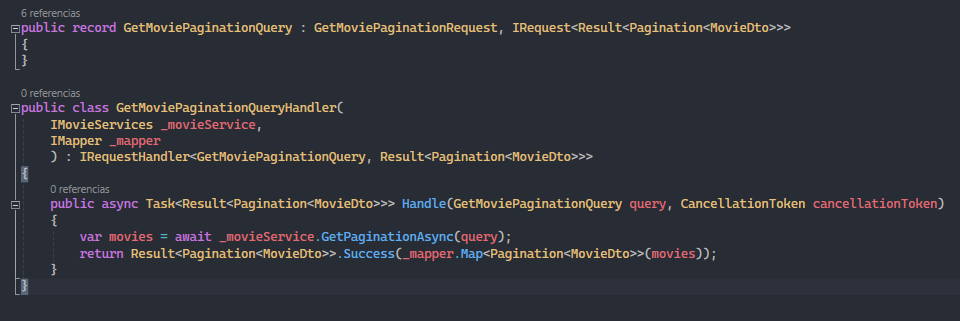 6 referencias
public record GetMoviePaginationQuery : GetMoviePaginationRequest, IRequest<Result<Pagination<MovieDto>>>
{
}
0 referencias
public class GetMoviePaginationQueryHandler(
    IMovieServices _movieService,
    IMapper _mapper
    ) : IRequestHandler<GetMoviePaginationQuery, Result<Pagination<MovieDto>>>
{
    0 referencias
    public async Task<Result<Pagination<MovieDto>>> Handle(GetMoviePaginationQuery query, CancellationToken cancellationToken)
    {
        var movies = await _movieService.GetPaginationAsync(query);
        return Result<Pagination<MovieDto>>.Success(_mapper.Map<Pagination<MovieDto>>(movies));
    }
}